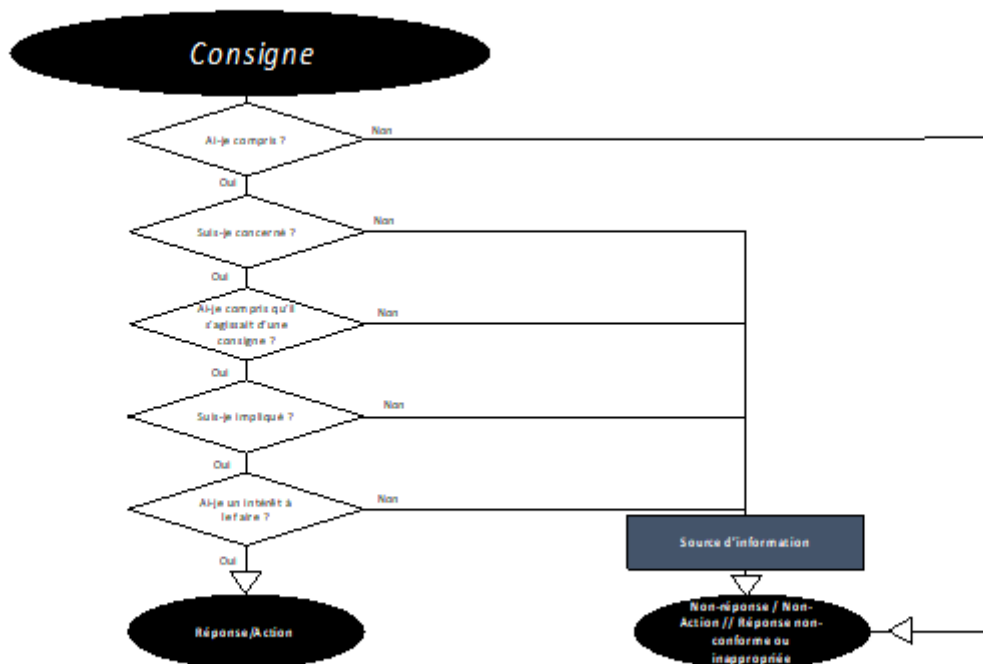 Consigne
Ai-je compris ?
Non
Oui
Suis-je concerné ?
Non
Oui
Ai-je compris qu'il
s'agissait d'une
consigne ?
Non
Oui
Suis-je impliqué ?
Non
Oui
Ai-je un intérêt à
le faire ?
Non
Oui
Source d'information
Réponse/Action
Non-réponse / Non-
Action // Réponse non-
conforme ou
inappropriée